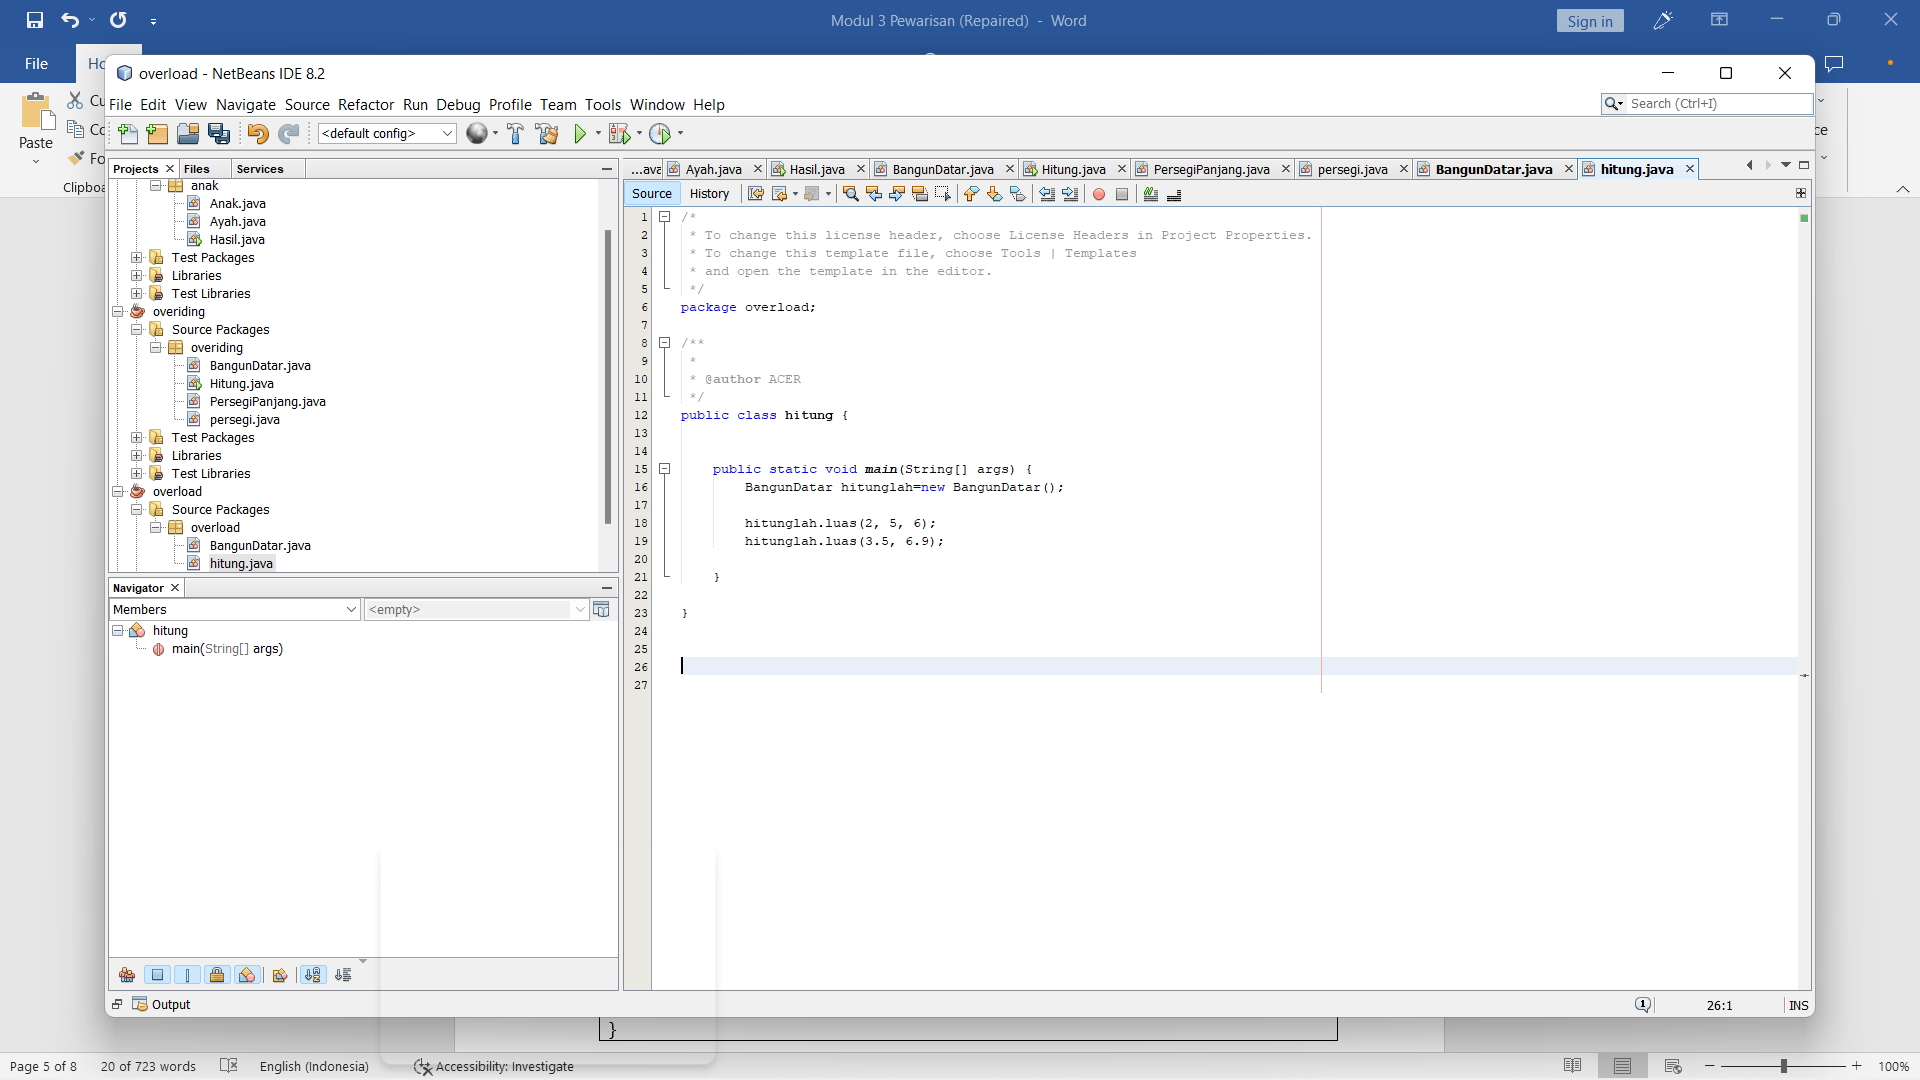 Modul 3 Pewarisan (Repaired) - Word
Sign in
File
Ho
Cu
Co
Paste
Fo
Clipboa
ce
overload - NetBeans IDE 8.2
File Edit View Navigate Source Refactor Run Debug Profile Team Tools Window Help
Search (Ctrl+I)
<default config>
Projects
Files
Services
anak
Anak.java
Ayah.java
Hasil.java
Test Packages
Libraries
Test Libraries
overiding
Source Packages
overiding
BangunDatar.java
Hitung.java
PersegiPanjang.java
persegi.java
Test Packages
Libraries
Test Libraries
overload
Source Packages
overload
BangunDatar.java
hitung.java
Navigator
Members
<empty>
hitung
main(String[] args)
Output
...ava Ayah.java Hasil.java BangunDatar.java Hitung.java PersegiPanjang.java persegi.java BangunDatar.java hitung.java
Source History
1 /*
2 * To change this license header, choose License Headers in Project Properties.
3 * To change this template file, choose Tools | Templates
4 * and open the template in the editor.
5 */
6 package overload;
7
8 /**
9 *
10 * @author ACER
11 */
12 public class hitung {
13
14
15 public static void main(String[] args) {
16 BangunDatar hitunglah=new BangunDatar();
17
18 hitunglah.luas(2, 5, 6);
19 hitunglah.luas(3.5, 6.9);
20
21 }
22
23 }
24
25
26
27
1
26:1
INS
}
Page 5 of 8
20 of 723 words
English (Indonesia)
Accessibility: Investigate
100%